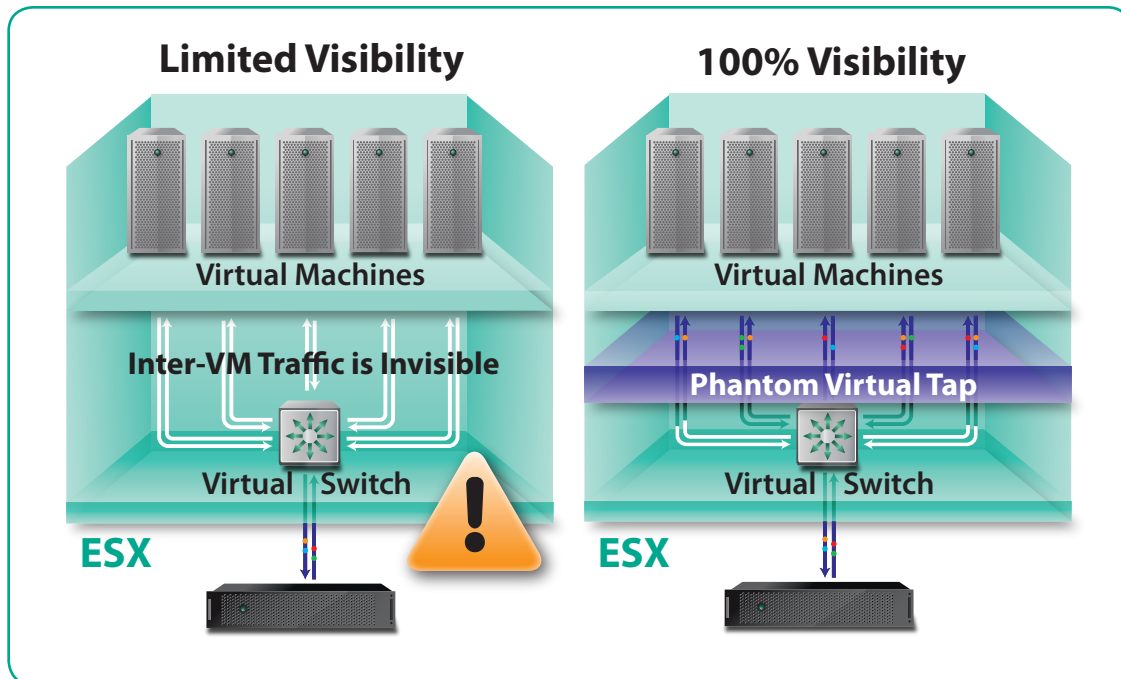 Limited Visibility
Virtual Machines
Inter-VM Traffic is Invisible
Virtual Switch
ESX
100% Visibility
Virtual Machines
Phantom Virtual Tap
Virtual Switch
ESX